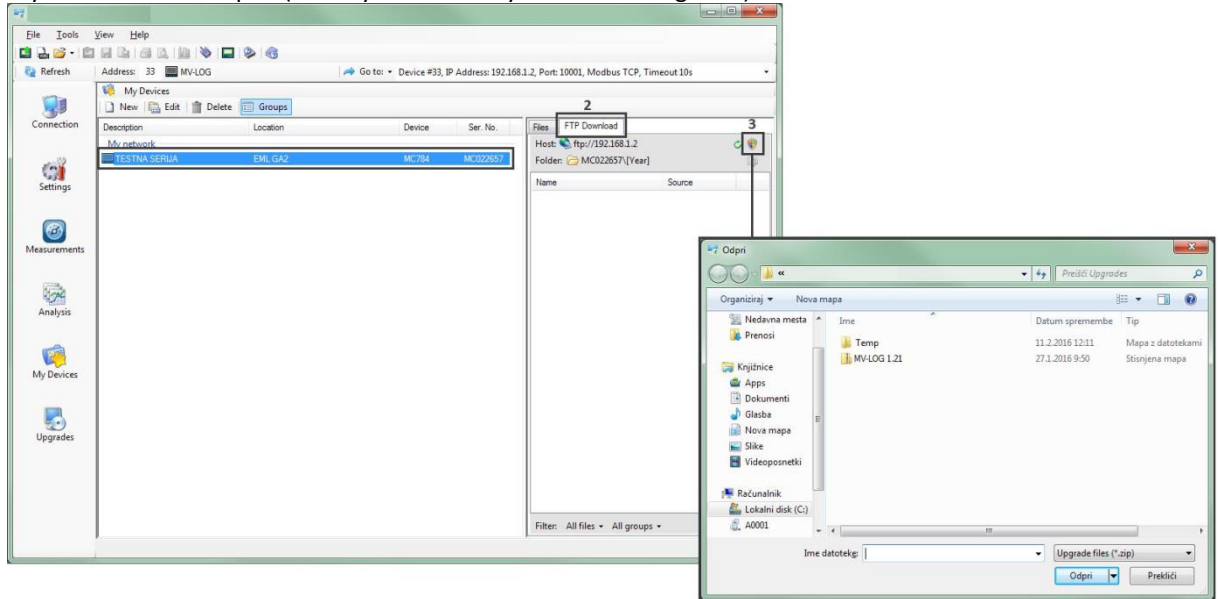 File Tools View Help
Refresh Address: 33 MV-LOG Go to: Device #33, IP Address: 192.168.1.2, Port: 10001, Modbus TCP, Timeout 10s
My Devices
New Edit Delete Groups
Connection
Settings
Measurements
Analysis
My Devices
Upgrades
Description Location Device Ser. No.
My network
TESTNA SERIJA EML GA2 MC784 MC022657
2
3
Files FTP Download
Host: ftp://192.168.1.2
Folder: MC022657\[Year]
Name Source
Filter: All files All groups
Odpri
« Preišči Upgrades
Organiziraj Nova mapa
Nedavna mesta
Prenosi
Knjižnice
Apps
Dokumenti
Glasba
Nova mapa
Slike
Videoposnetki
Računalnik
Lokalni disk (C:)
A0001
Ime Datum spremembe Tip
Temp 11.2.2016 12:11 Mapa z datotekami
MV-LOG 1.21 27.1.2016 9:50 Stisnjena mapa
Ime datoteke: Upgrade files (*.zip)
Odpri Prekliči